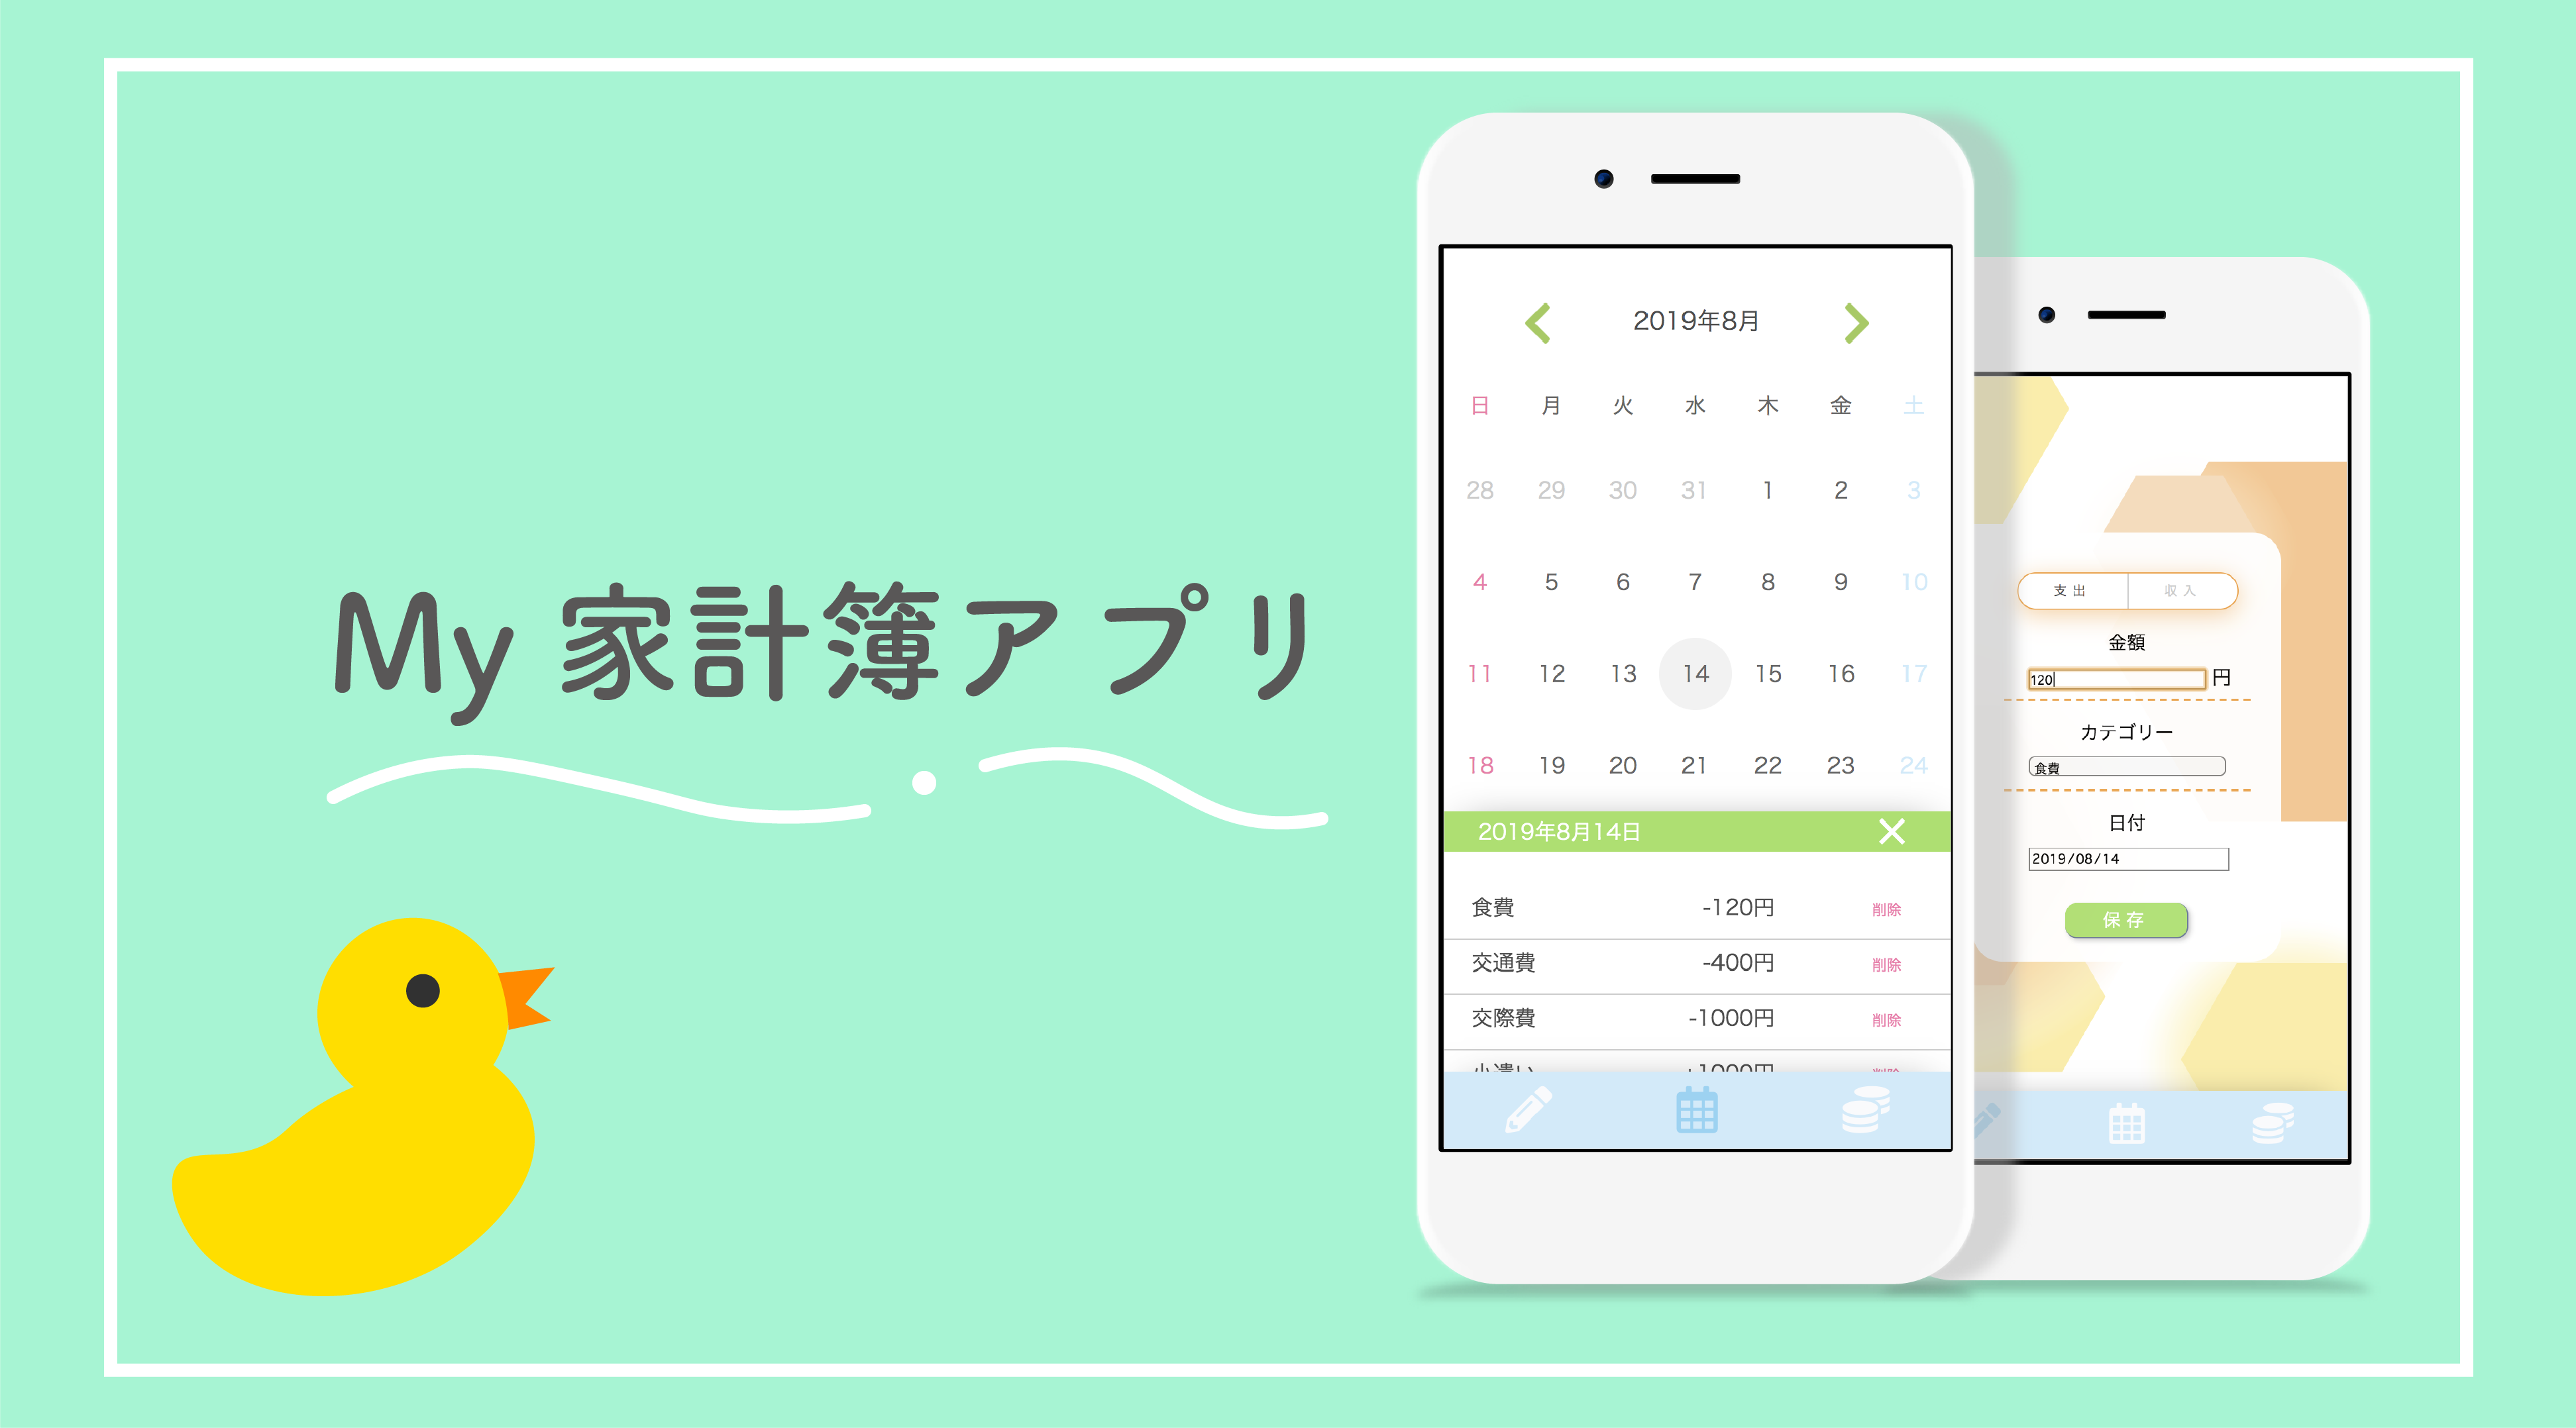 My 家計簿アプリ
2019年8月
日 月 火 水 木 金 土
28 29 30 31 1 2 3
4 5 6 7 8 9 10
11 12 13 14 15 16 17
18 19 20 21 22 23 24
2019年8月14日
食費 -120円 削除
交通費 -400円 削除
交際費 -1000円 削除
支出 収入
金額
120 円
カテゴリー
食費
日付
2019/08/14
保存